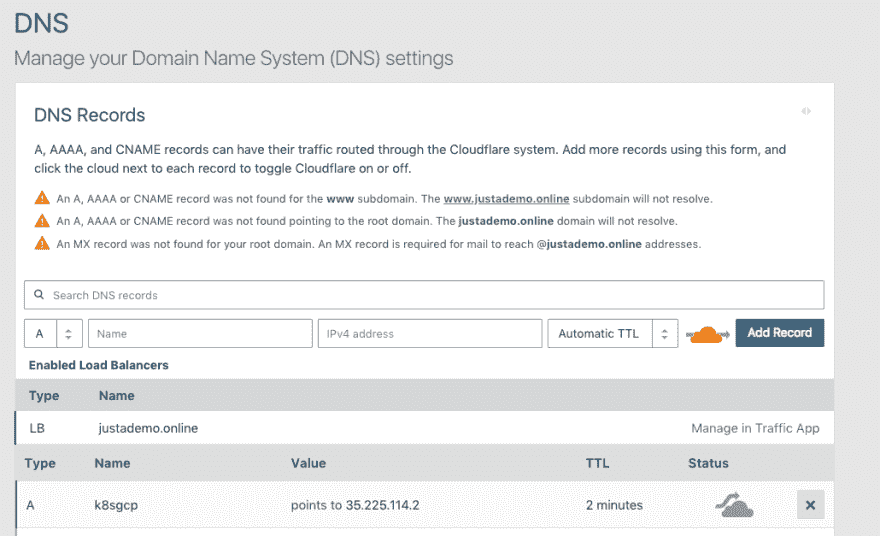 DNS
Manage your Domain Name System (DNS) settings
DNS Records
A, AAAA, and CNAME records can have their traffic routed through the Cloudflare system. Add more records using this form, and
click the cloud next to each record to toggle Cloudflare on or off.
An A, AAAA or CNAME record was not found for the www subdomain. The www.justademo.online subdomain will not resolve.
An A, AAAA or CNAME record was not found pointing to the root domain. The justademo.online domain will not resolve.
An MX record was not found for your root domain. An MX record is required for mail to reach @justademo.online addresses.
Search DNS records
A Name IPv4 address Automatic TTL Add Record
Enabled Load Balancers
Type Name
LB justademo.online Manage in Traffic App
Type Name Value TTL Status
A k8sgcp points to 35.225.114.2 2 minutes